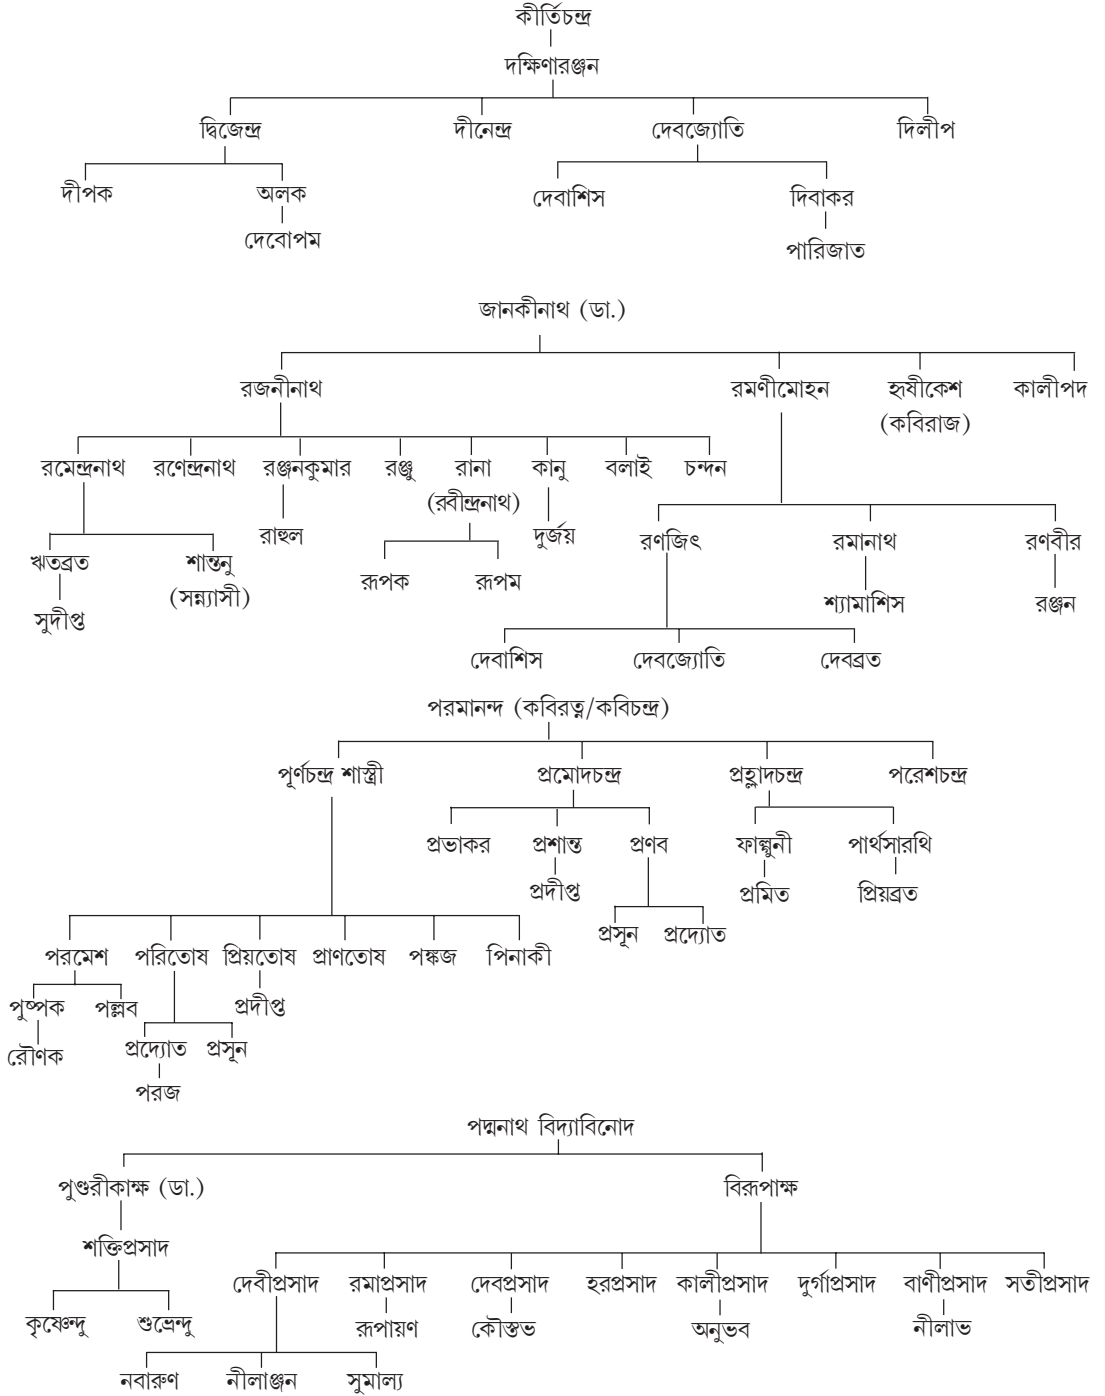 কীর্তিচন্দ্র
দক্ষিণারঞ্জন
দ্বিজেন্দ্র দীনেন্দ্র দেবজ্যোতি দিলীপ
দীপক অলক দেবাশিস দিবাকর
দেবোপম পারিজাত
জানকীনাথ (ডা.)
রজনীনাথ রমণীমোহন হৃষীকেশ কালীপদ
(কবিরাজ)
রমেন্দ্রনাথ রণেন্দ্রনাথ রঞ্জনকুমার রঞ্জু রানা কানু বলাই চন্দন
(রবীন্দ্রনাথ)
রাহুল দুর্জয় রণজিৎ রমানাথ রণবীর
ঋতব্রত শান্তনু রূপক রূপম
(সন্ন্যাসী) শ্যামাশিস রঞ্জন
সুদীপ্ত
দেবাশিস দেবজ্যোতি দেবব্রত
পরমানন্দ (কবিরত্ন/কবিচন্দ্র)
পূর্ণচন্দ্র শাস্ত্রী প্রমোদচন্দ্র প্রহ্লাদচন্দ্র পরেশচন্দ্র
প্রভাকর প্রশান্ত প্রণব ফাল্গুনী পার্থসারথি
প্রদীপ্ত প্রমিত প্রিয়ব্রত
প্রসূন প্রদ্যোত
পরমেশ পরিতোষ প্রিয়তোষ প্রাণতোষ পঙ্কজ পিনাকী
পুষ্পক পল্লব প্রদীপ্ত
রৌণক প্রদ্যোত প্রসূন
পরজ
পদ্মনাথ বিদ্যাবিনোদ
পুণ্ডরীকাক্ষ (ডা.) বিরূপাক্ষ
শক্তিপ্রসাদ
দেবীপ্রসাদ রমাপ্রসাদ দেবপ্রসাদ হরপ্রসাদ কালীপ্রসাদ দুর্গাপ্রসাদ বাণীপ্রসাদ সতীপ্রসাদ
কৃষ্ণেন্দু শুভ্রেন্দু রূপায়ণ কৌস্তভ অনুভব নীলাভ
নবারুণ নীলাঞ্জন সুমাল্য